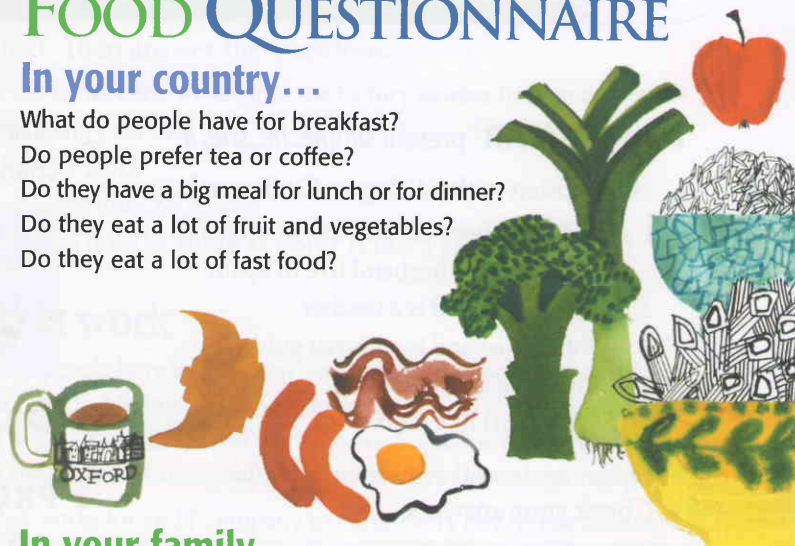 FOOD QUESTIONNAIRE
In your country...
What do people have for breakfast?
Do people prefer tea or coffee?
Do they have a big meal for lunch or for dinner?
Do they eat a lot of fruit and vegetables?
Do they eat a lot of fast food?
OXFORD
In your family